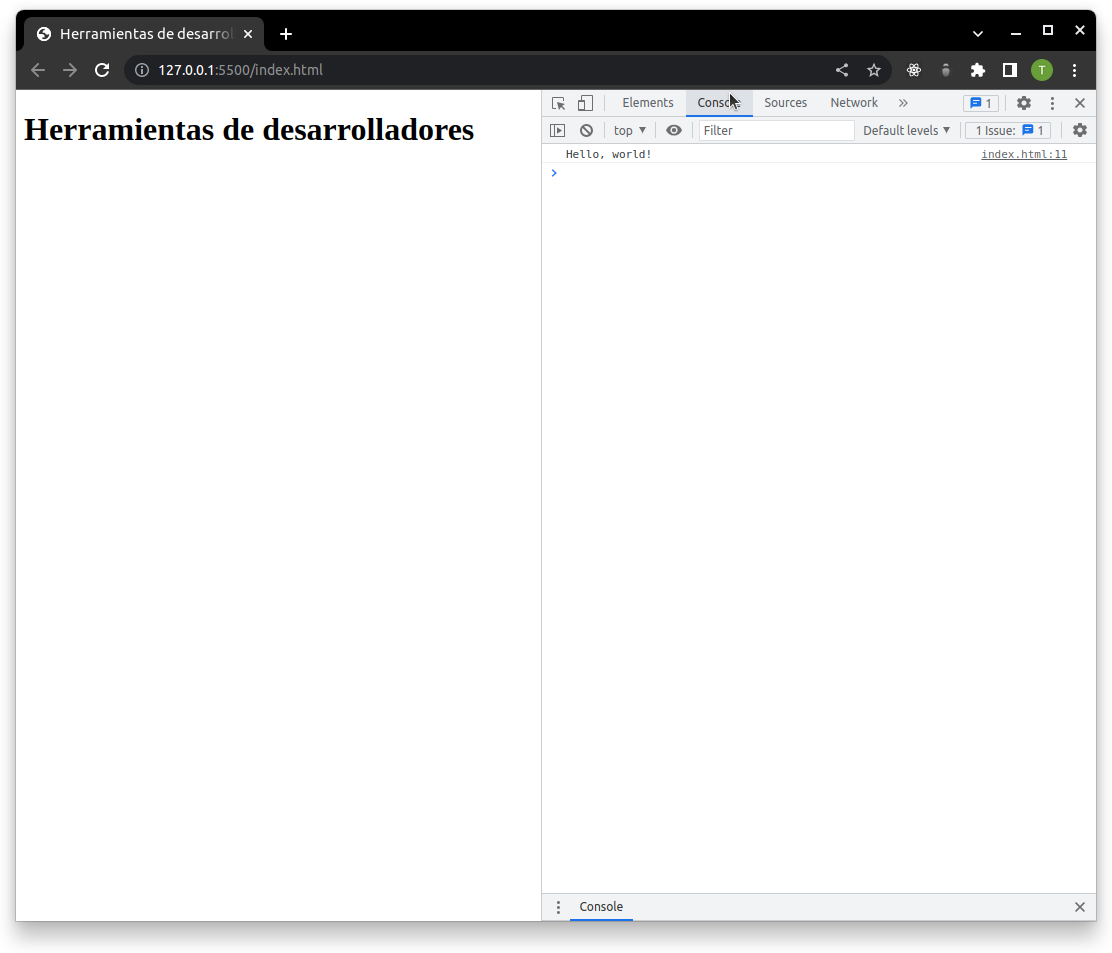 Herramientas de desarrol
127.0.0.1:5500/index.html
T
Elements Console Sources Network » 1
top ▼ Filter Default levels ▼ 1 Issue: 1
Herramientas de desarrolladores
Hello, world! index.html:11
>
Console